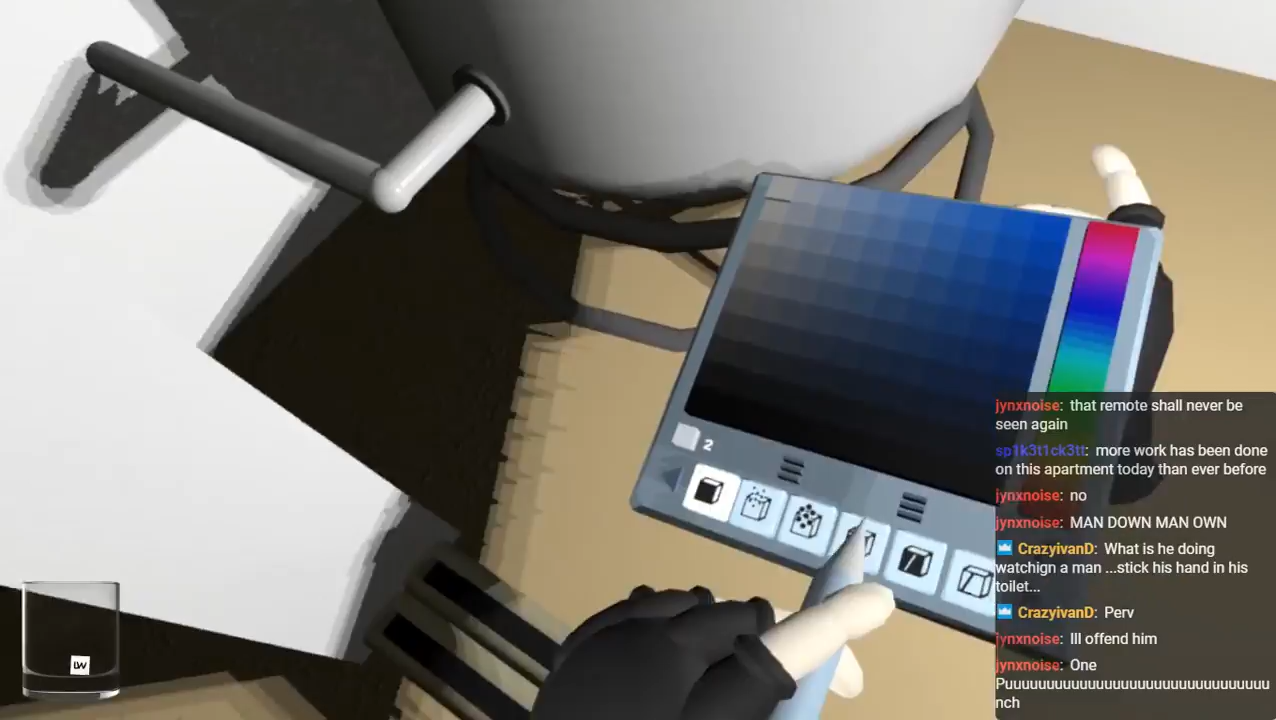 2
jynxnoise: that remote shall never be
seen again
sp1k3t1ck3tt: more work has been done
on this apartment today than ever before
jynxnoise: no
jynxnoise: MAN DOWN MAN OWN
CrazyivanD: What is he doing
watchign a man ...stick his hand in his
toilet...
CrazyivanD: Perv
jynxnoise: Ill offend him
jynxnoise: One
Puuuuuuuuuuuuuuuuuuuuuuuuuuuuu
nch
LW